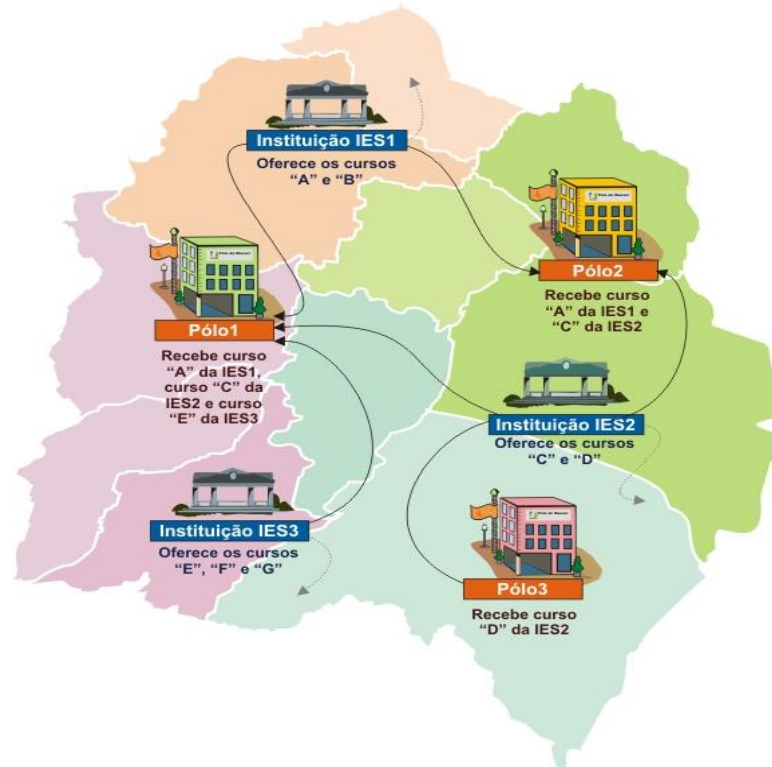 Instituição IES1
Oferece os cursos
“A” e “B”
Pólo2
Recebe curso
“A” da IES1 e
“C” da IES2
Pólo1
Recebe curso
“A” da IES1,
curso “C” da
IES2 e curso
“E” da IES3
Instituição IES2
Oferece os cursos
“C” e “D”
Instituição IES3
Oferece os cursos
“E”, “F” e “G”
Pólo3
Recebe curso
“D” da IES2